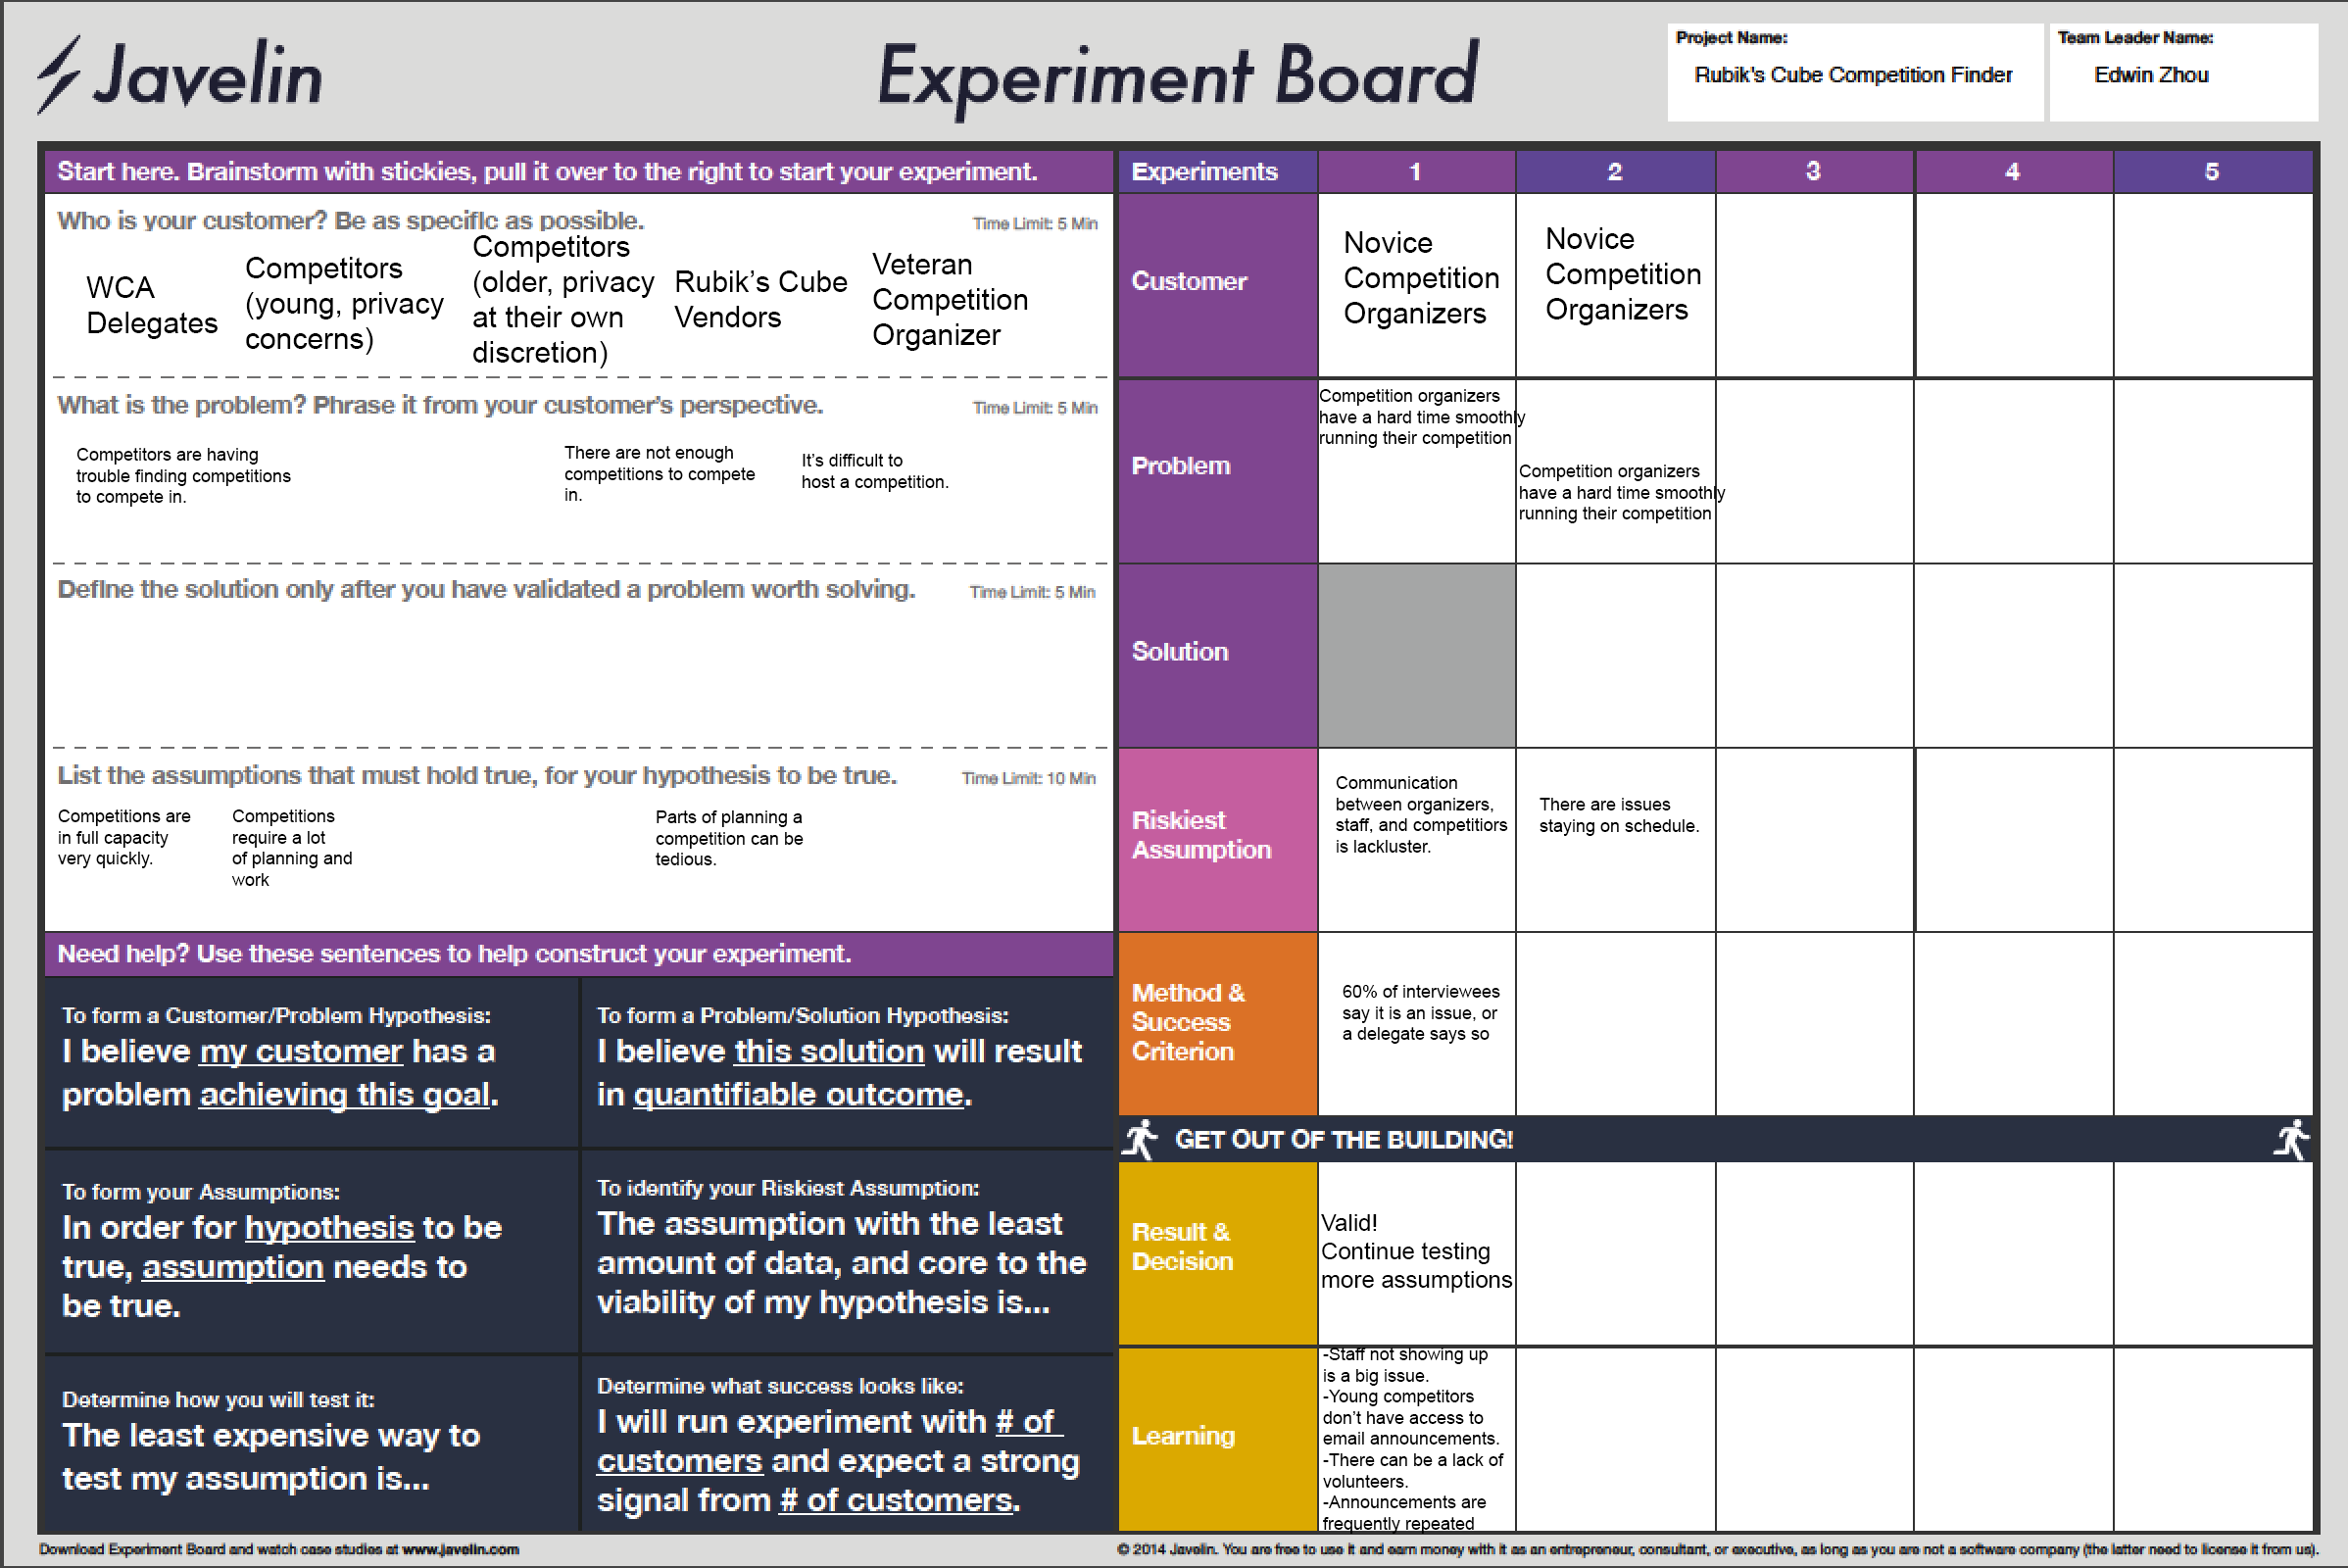 Javelin
Experiment Board
Project Name:
Rubik's Cube Competition Finder
Team Leader Name:
Edwin Zhou
Start here. Brainstorm with stickies, pull it over to the right to start your experiment.
Who is your customer? Be as specific as possible.
Time Limit: 5 Min
WCA
Delegates
Competitors
(young, privacy
concerns)
Competitors
(older, privacy
at their own
discretion)
Rubik's Cube
Vendors
Veteran
Competition
Organizer
What is the problem? Phrase it from your customer's perspective.
Time Limit: 5 Min
Competitors are having
trouble finding competitions
to compete in.
There are not enough
competitions to compete
in.
It's difficult to
host a competition.
Define the solution only after you have validated a problem worth solving.
Time Limit: 5 Min
List the assumptions that must hold true, for your hypothesis to be true.
Time Limit: 10 Min
Competitions are
in full capacity
very quickly.
Competitions
require a lot
of planning and
work
Parts of planning a
competition can be
tedious.
Need help? Use these sentences to help construct your experiment.
To form a Customer/Problem Hypothesis:
I believe my customer has a
problem achieving this goal.
To form a Problem/Solution Hypothesis:
I believe this solution will result
in quantifiable outcome.
To form your Assumptions:
In order for hypothesis to be
true, assumption needs to
be true.
To identify your Riskiest Assumption:
The assumption with the least
amount of data, and core to the
viability of my hypothesis is...
Determine how you will test it:
The least expensive way to
test my assumption is...
Determine what success looks like:
I will run experiment with # of
customers and expect a strong
signal from # of customers.
Experiments
1
2
3
4
5
Customer
Novice
Competition
Organizers
Novice
Competition
Organizers
Problem
Competition organizers
have a hard time smoothly
running their competition
Competition organizers
have a hard time smoothly
running their competition
Solution
Riskiest
Assumption
Communication
between organizers,
staff, and competitiors
is lackluster.
There are issues
staying on schedule.
Method &
Success
Criterion
60% of interviewees
say it is an issue, or
a delegate says so
GET OUT OF THE BUILDING!
Result &
Decision
Valid!
Continue testing
more assumptions
Learning
-Staff not showing up
is a big issue.
-Young competitors
don't have access to
email announcements.
-There can be a lack of
volunteers.
-Announcements are
frequently repeated
Download Experiment Board and watch case studies at www.javelin.com
© 2014 Javelin. You are free to use it and earn money with it as an entrepreneur, consultant, or executive, as long as you are not a software company (the latter need to license it from us).